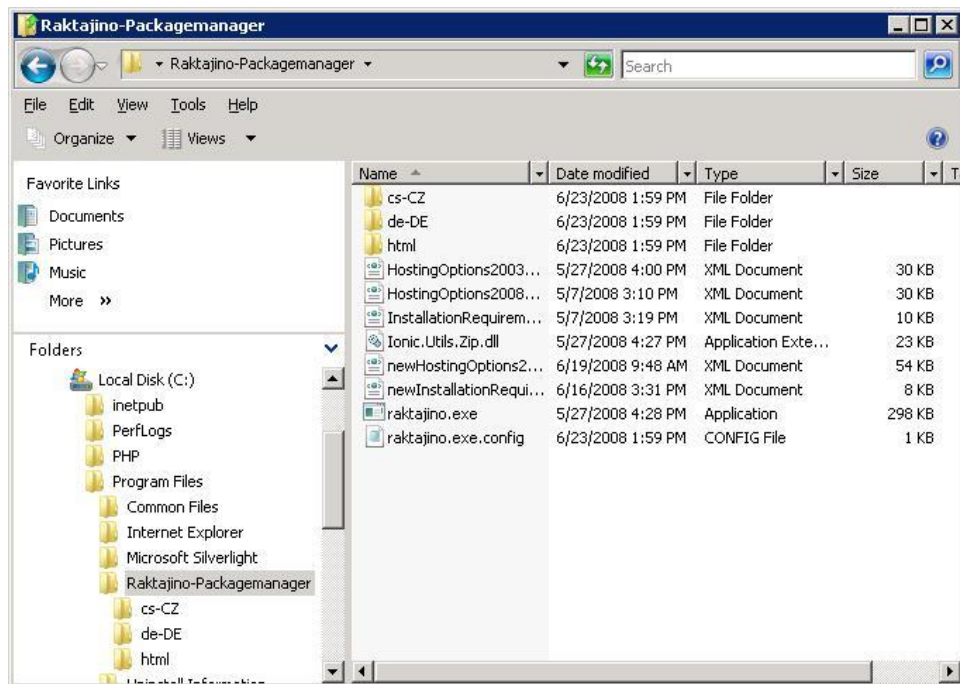 Raktajino-Packagemanager
Raktajino-Packagemanager
Search
File Edit View Tools Help
Organize Views
Favorite Links
Documents
Pictures
Music
More »
Folders
Local Disk (C:)
inetpub
PerfLogs
PHP
Program Files
Common Files
Internet Explorer
Microsoft Silverlight
Raktajino-Packagemanager
cs-CZ
de-DE
html
Uninstall Information
Name Date modified Type Size T
cs-CZ 6/23/2008 1:59 PM File Folder
de-DE 6/23/2008 1:59 PM File Folder
html 6/23/2008 1:59 PM File Folder
HostingOptions2003... 5/27/2008 4:00 PM XML Document 30 KB
HostingOptions2008... 5/7/2008 3:10 PM XML Document 30 KB
InstallationRequirem... 5/7/2008 3:19 PM XML Document 10 KB
Ionic.Utils.Zip.dll 5/27/2008 4:27 PM Application Exte... 23 KB
newHostingOptions2... 6/19/2008 9:48 AM XML Document 54 KB
newInstallationRequi... 6/16/2008 3:31 PM XML Document 8 KB
raktajino.exe 5/27/2008 4:28 PM Application 298 KB
raktajino.exe.config 6/23/2008 1:59 PM CONFIG File 1 KB